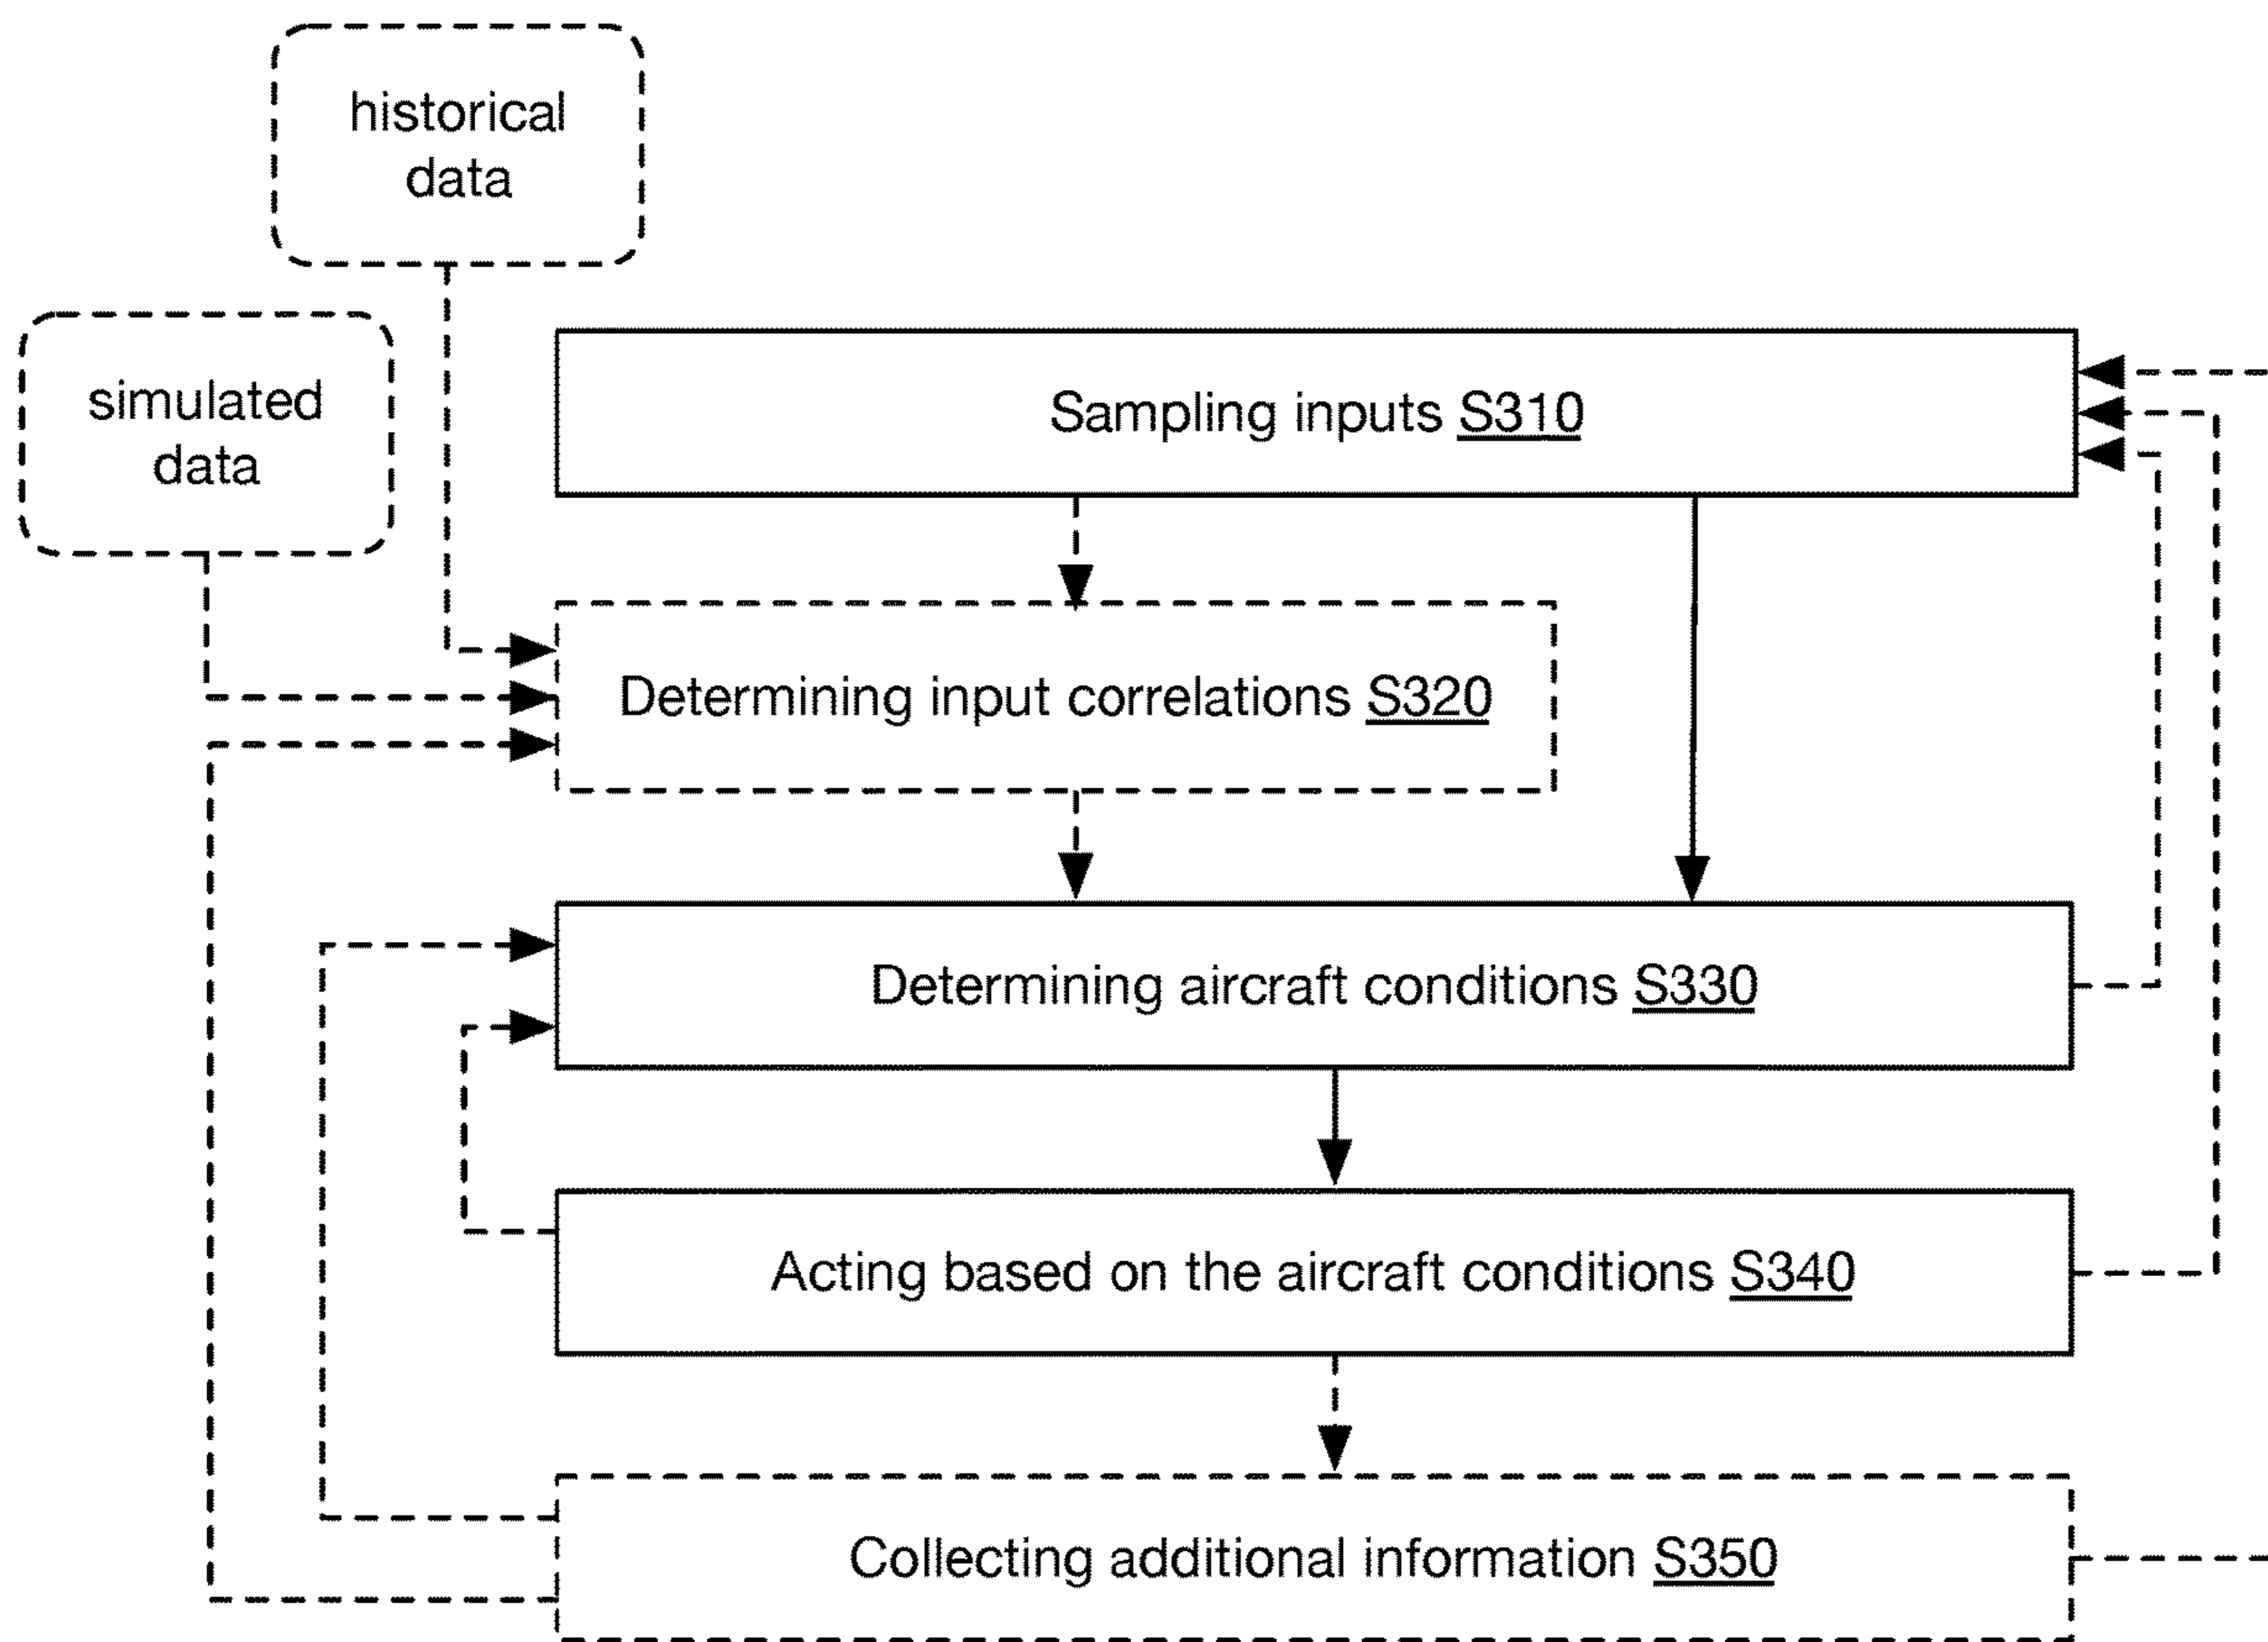 historical
data
simulated
data
Sampling inputs S310
Determining input correlations S320
Determining aircraft conditions S330
Acting based on the aircraft conditions S340
Collecting additional information S350